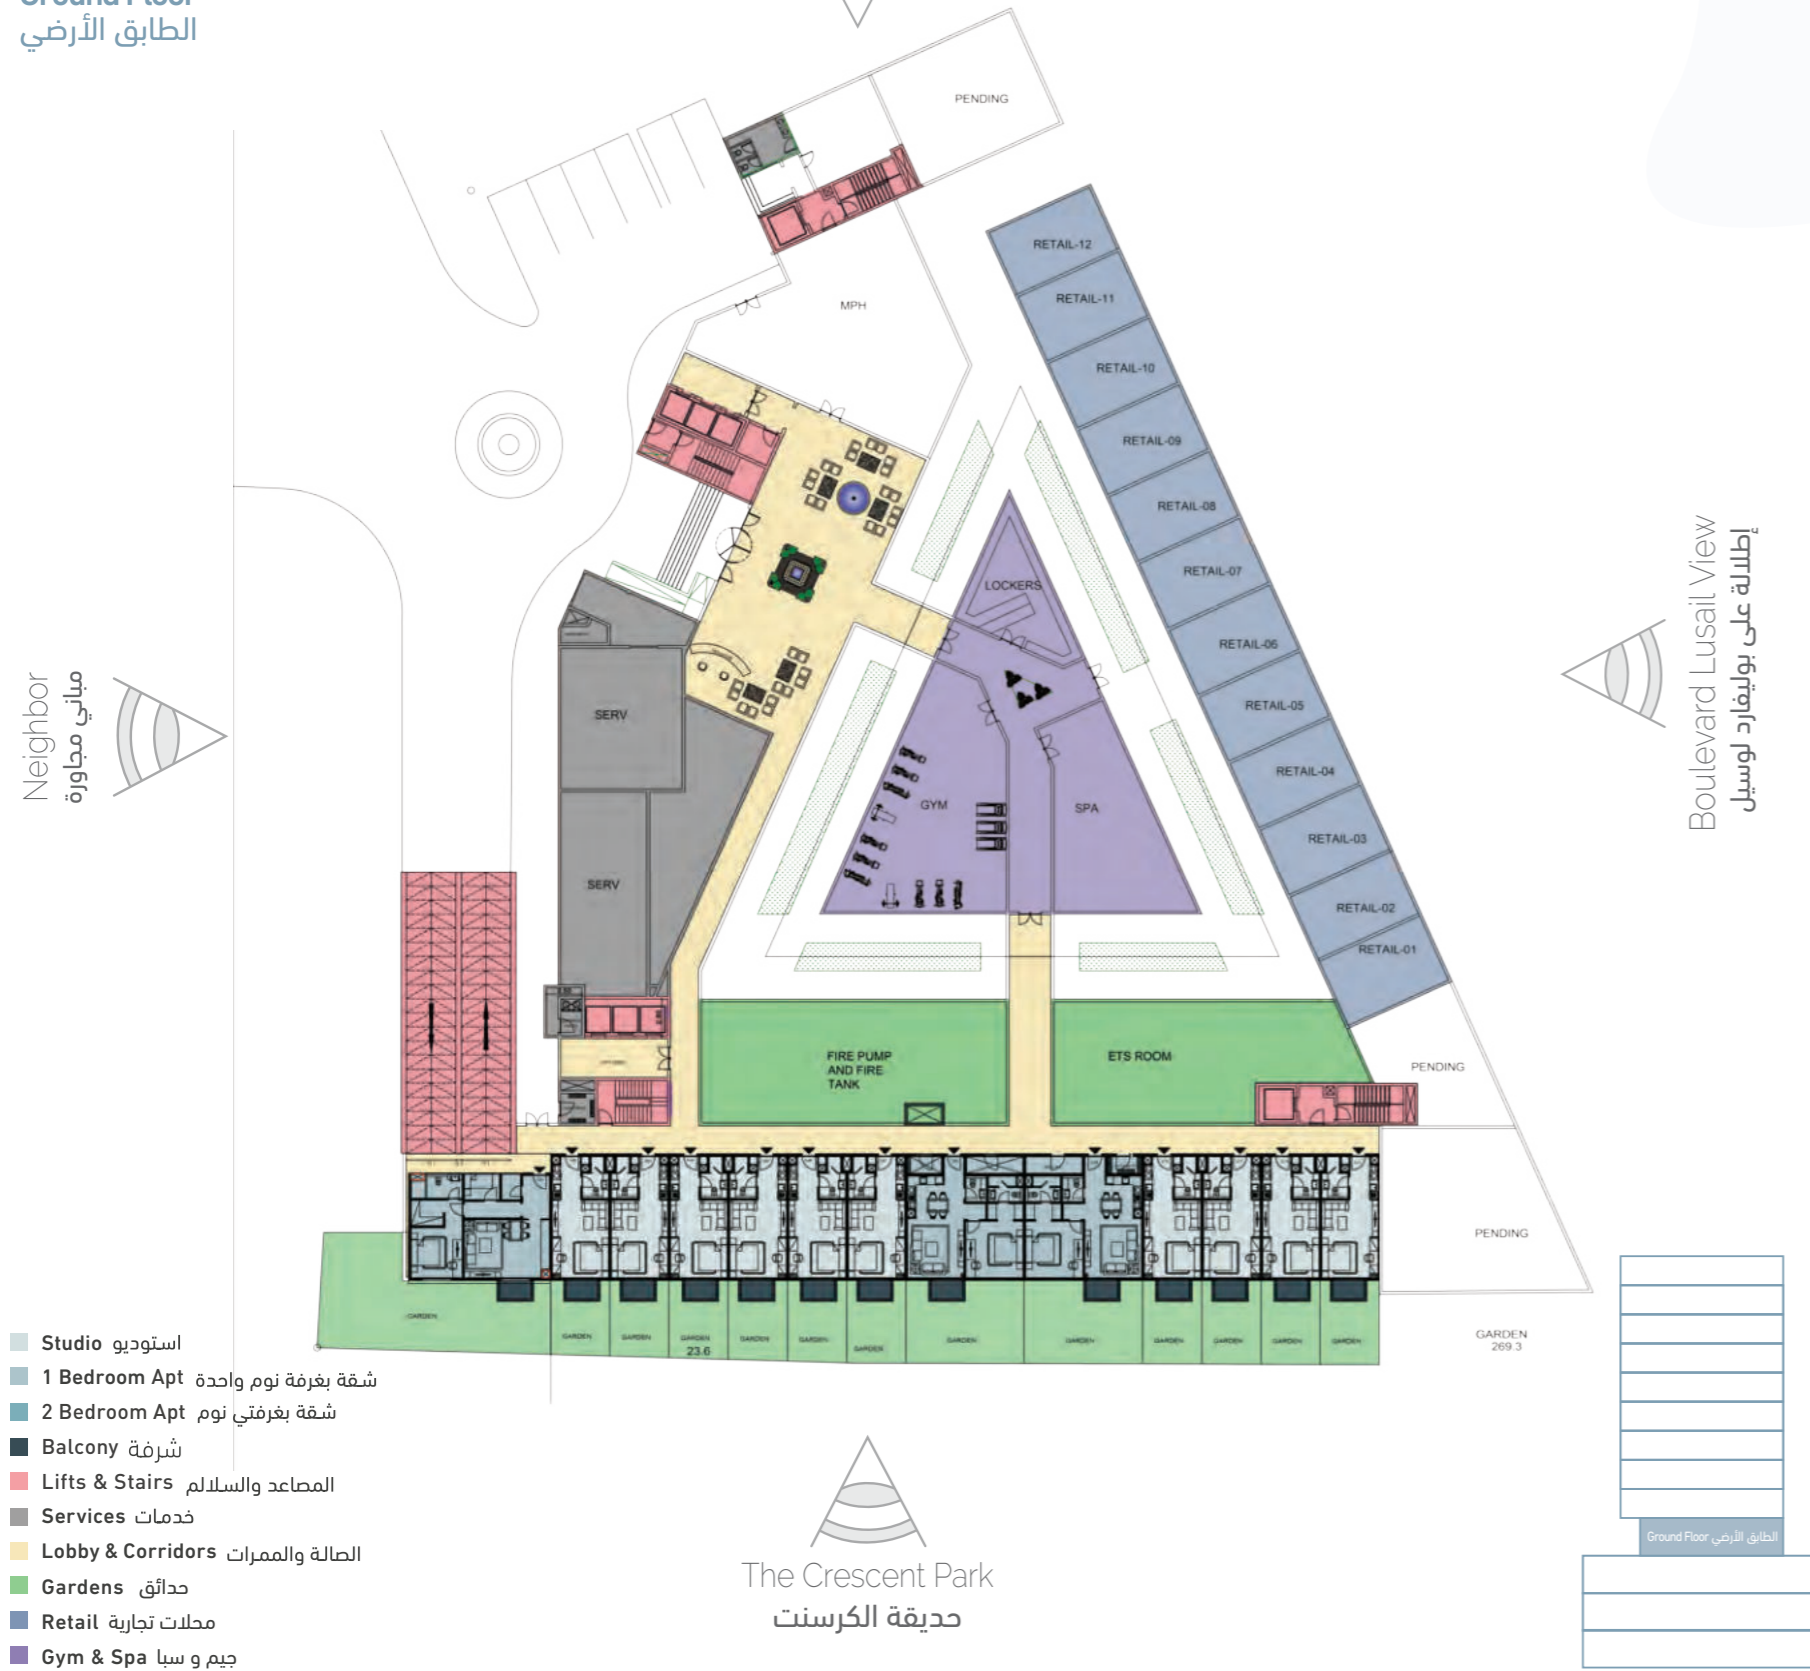 Ground Floor
الطابق الأرضي
PENDING
RETAIL-12
RETAIL-11
MPH
RETAIL-10
RETAIL-09
RETAIL-08
RETAIL-07
LOCKERS
RETAIL-06
RETAIL-05
SERV
RETAIL-04
GYM
SPA
RETAIL-03
SERV
RETAIL-02
RETAIL-01
FIRE PUMP
AND FIRE
TANK
ETS ROOM
PENDING
PENDING
Neighbor
مباني مجاورة
Boulevard Lusail View
إطلالة على بوليفارد لوسيل
GARDEN
GARDEN
GARDEN
GARDEN
23.6
GARDEN
GARDEN
GARDEN
GARDEN
GARDEN
GARDEN
GARDEN
GARDEN
GARDEN
GARDEN
269.3
Studio استوديو
1 Bedroom Apt شقة بغرفة نوم واحدة
2 Bedroom Apt شقة بغرفتي نوم
Balcony شرفة
Lifts & Stairs المصاعد والسلالم
Services خدمات
Lobby & Corridors الصالة والممرات
Gardens حدائق
Retail محلات تجارية
Gym & Spa جيم و سبا
The Crescent Park
حديقة الكرسنت
Ground Floor الطابق الأرضي